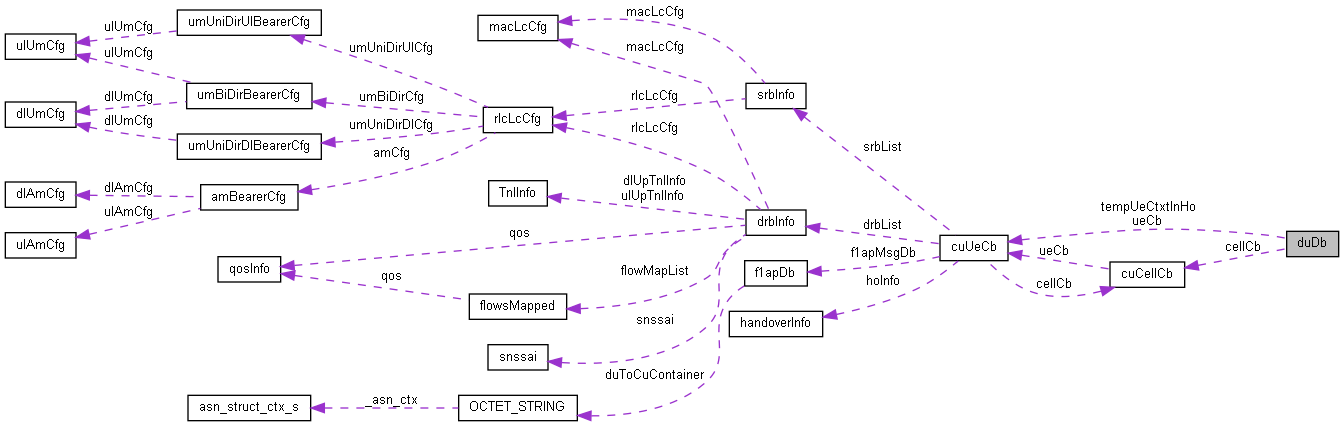 ulUmCfg
dlUmCfg
dlAmCfg
ulAmCfg
ulUmCfg
ulUmCfg
dlUmCfg
dlUmCfg
dlAmCfg
ulAmCfg
umUniDirUlBearerCfg
umBiDirBearerCfg
umUniDirDlBearerCfg
amBearerCfg
qosInfo
asn_struct_ctx_s
umUniDirUlCfg
umBiDirCfg
umUniDirDlCfg
amCfg
qos
_asn_ctx
macLcCfg
rlcLcCfg
TnlInfo
flowsMapped
snssai
OCTET_STRING
macLcCfg
macLcCfg
rlcLcCfg
rlcLcCfg
dlUpTnlInfo
ulUpTnlInfo
qos
flowMapList
snssai
duToCuContainer
srbInfo
drbInfo
f1apDb
handoverInfo
srbList
drbList
f1apMsgDb
hoInfo
cuUeCb
ueCb
cellCb
cuCellCb
tempUeCtxtInHo
ueCb
cellCb
duDb